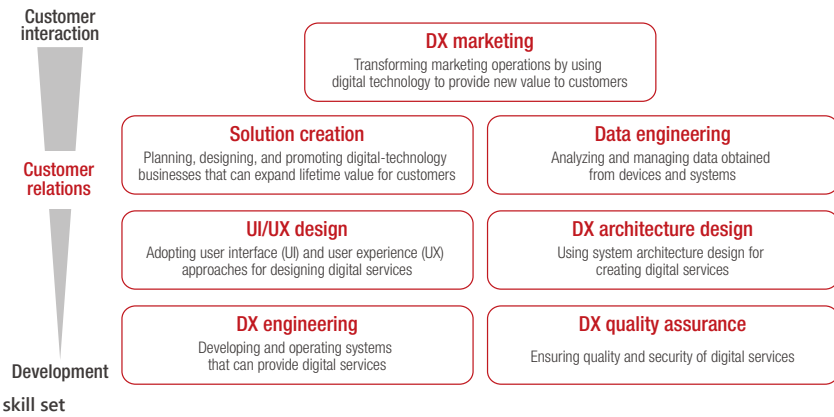 Customer
interaction
DX marketing
Transforming marketing operations by using
digital technology to provide new value to customers
Solution creation
Planning, designing, and promoting digital-technology
businesses that can expand lifetime value for customers
Data engineering
Analyzing and managing data obtained
from devices and systems
Customer
relations
UI/UX design
Adopting user interface (UI) and user experience (UX)
approaches for designing digital services
DX architecture design
Using system architecture design for
creating digital services
DX engineering
Developing and operating systems
that can provide digital services
DX quality assurance
Ensuring quality and security of digital services
Development
skill set